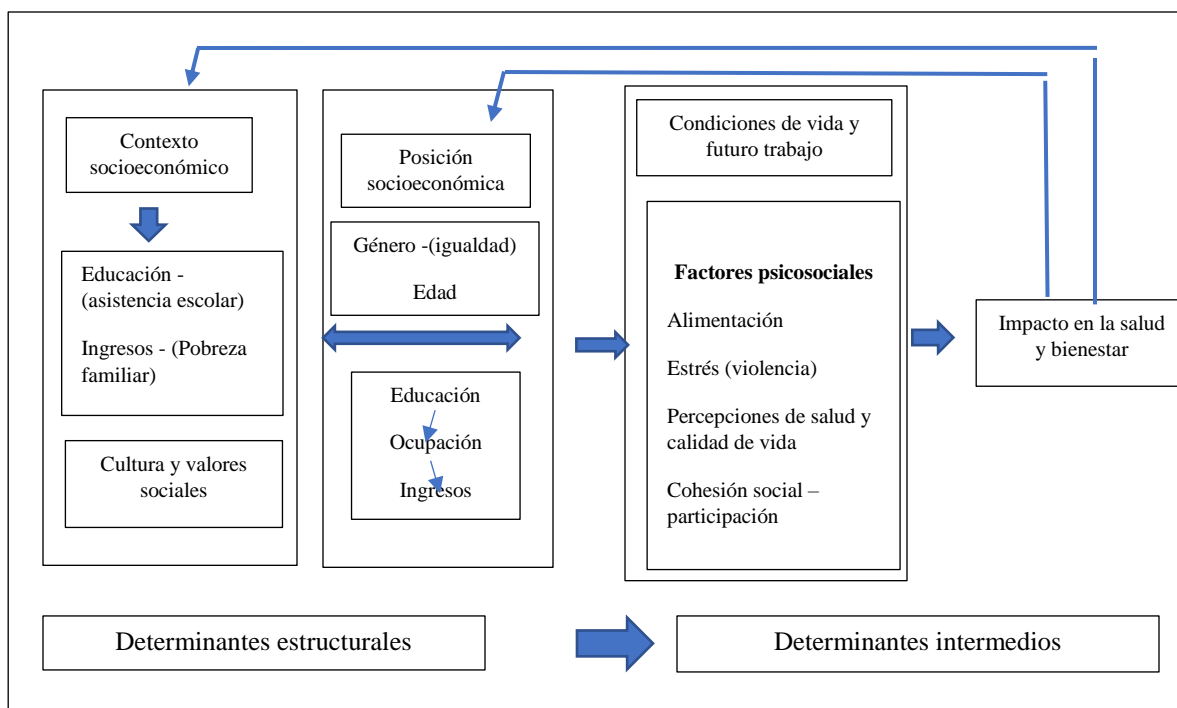 Contexto
socioeconómico
Educación -
(asistencia escolar)
Ingresos - (Pobreza
familiar)
Cultura y valores
sociales
Posición
socioeconómica
Género -(igualdad)
Edad
Educación
Ocupación
Ingresos
Condiciones de vida y
futuro trabajo
Factores psicosociales
Alimentación
Estrés (violencia)
Percepciones de salud y
calidad de vida
Cohesión social –
participación
Impacto en la salud
y bienestar
Determinantes estructurales
Determinantes intermedios